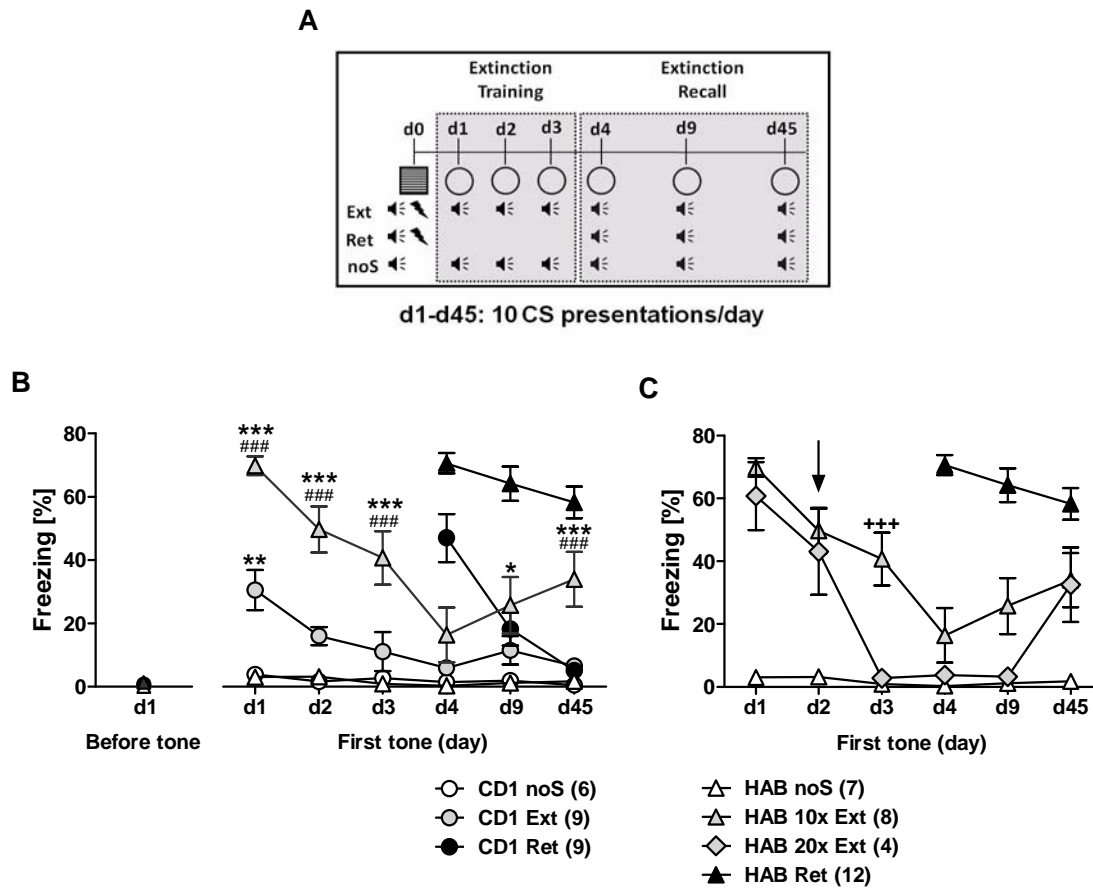 A
Extinction Training
Extinction Recall
d0 d1 d2 d3 d4 d9 d45
Ext
Ret
noS
d1-d45: 10 CS presentations/day
B
Freezing [%]
80
60
40
20
0
***
###
***
###
***
###
**
*
***
###
d1
d1 d2 d3 d4 d9 d45
Before tone
First tone (day)
CD1 noS (6)
CD1 Ext (9)
CD1 Ret (9)
C
Freezing [%]
80
60
40
20
0
+++
d1 d2 d3 d4 d9 d45
First tone (day)
HAB noS (7)
HAB 10x Ext (8)
HAB 20x Ext (4)
HAB Ret (12)